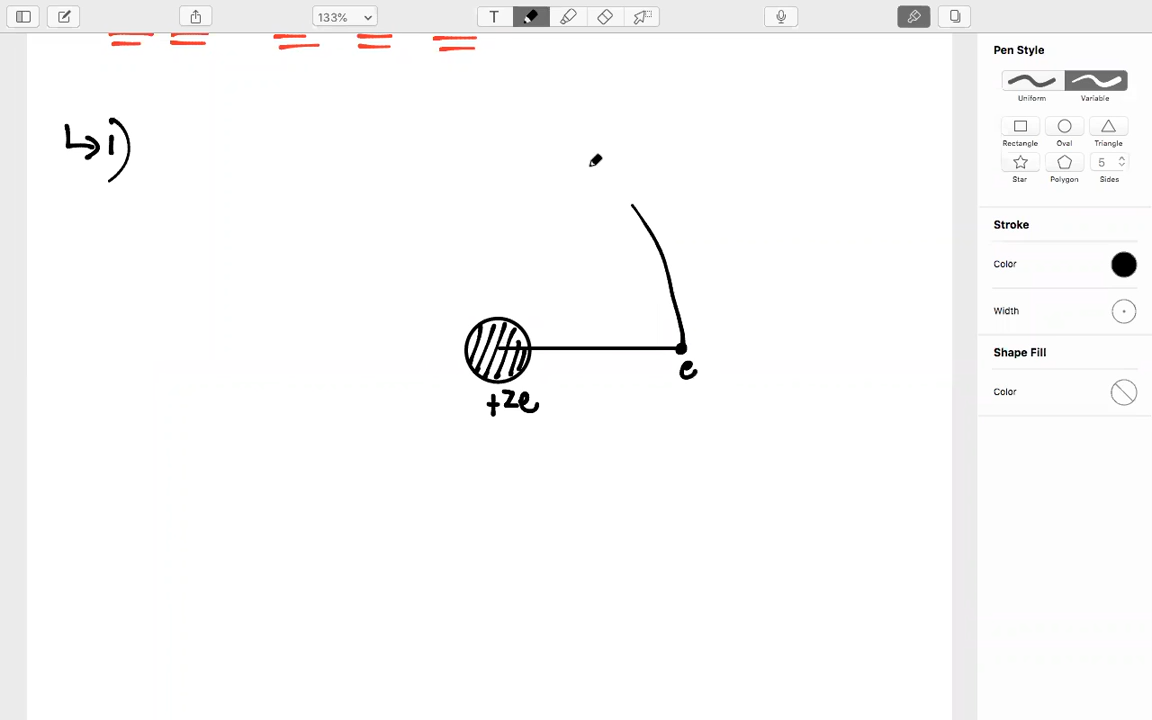 133%
T
Pen Style
Uniform
Variable
Rectangle
Oval
Triangle
5
Star
Polygon
Sides
Stroke
Color
Width
Shape Fill
Color
↳ i)
e
+ze